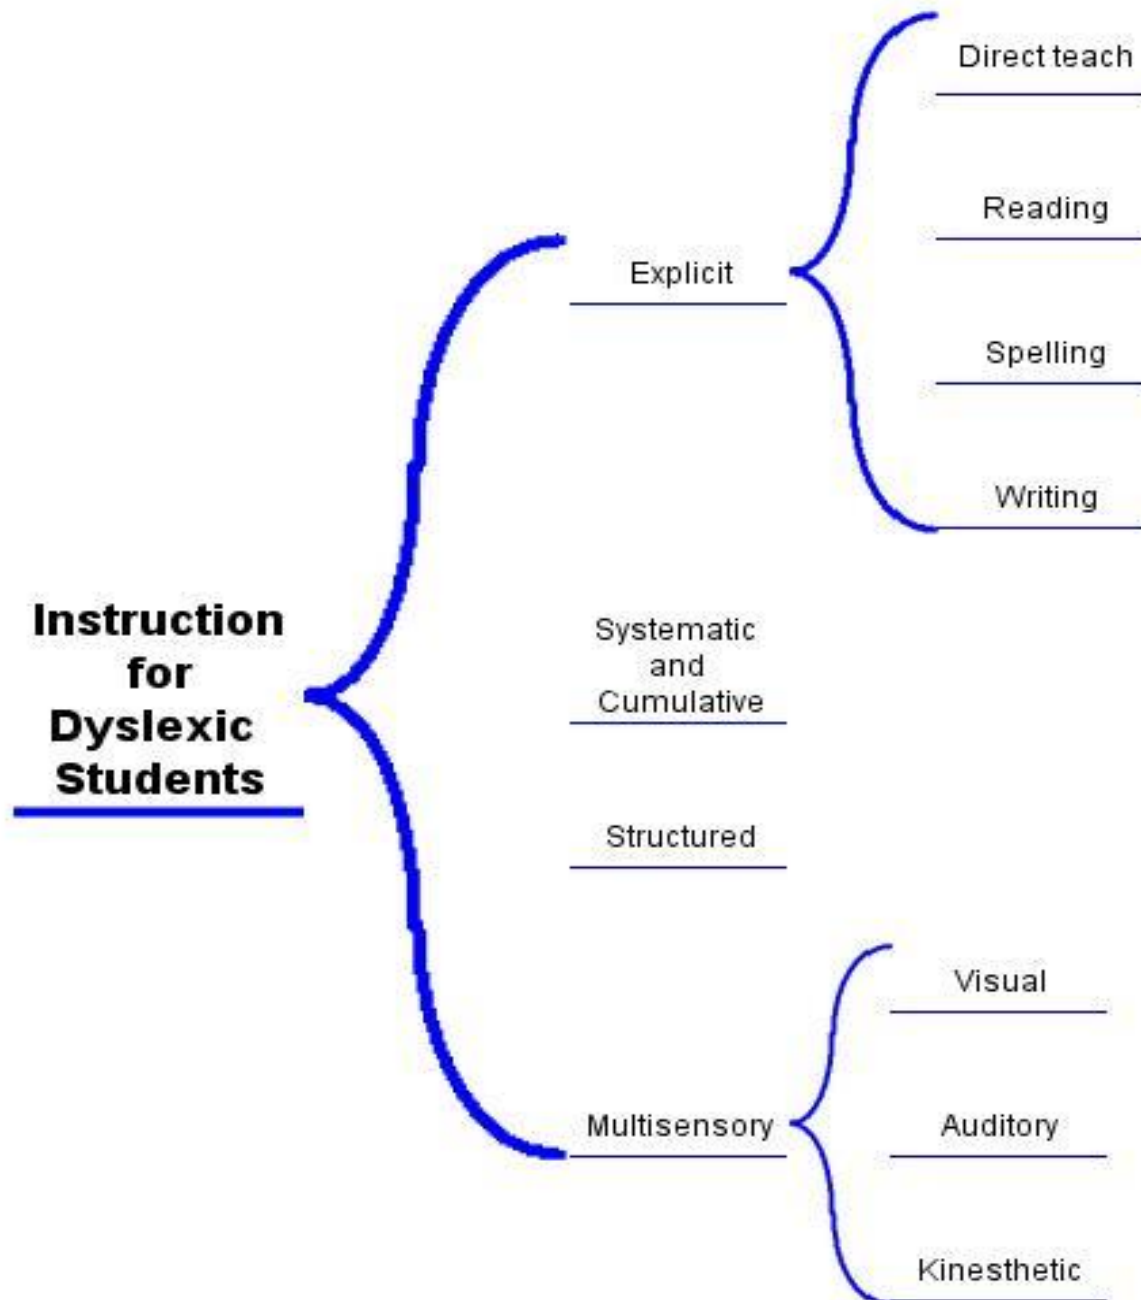 Instruction
for
Dyslexic
Students
Explicit
Direct teach
Reading
Spelling
Writing
Systematic
and
Cumulative
Structured
Multisensory
Visual
Auditory
Kinesthetic